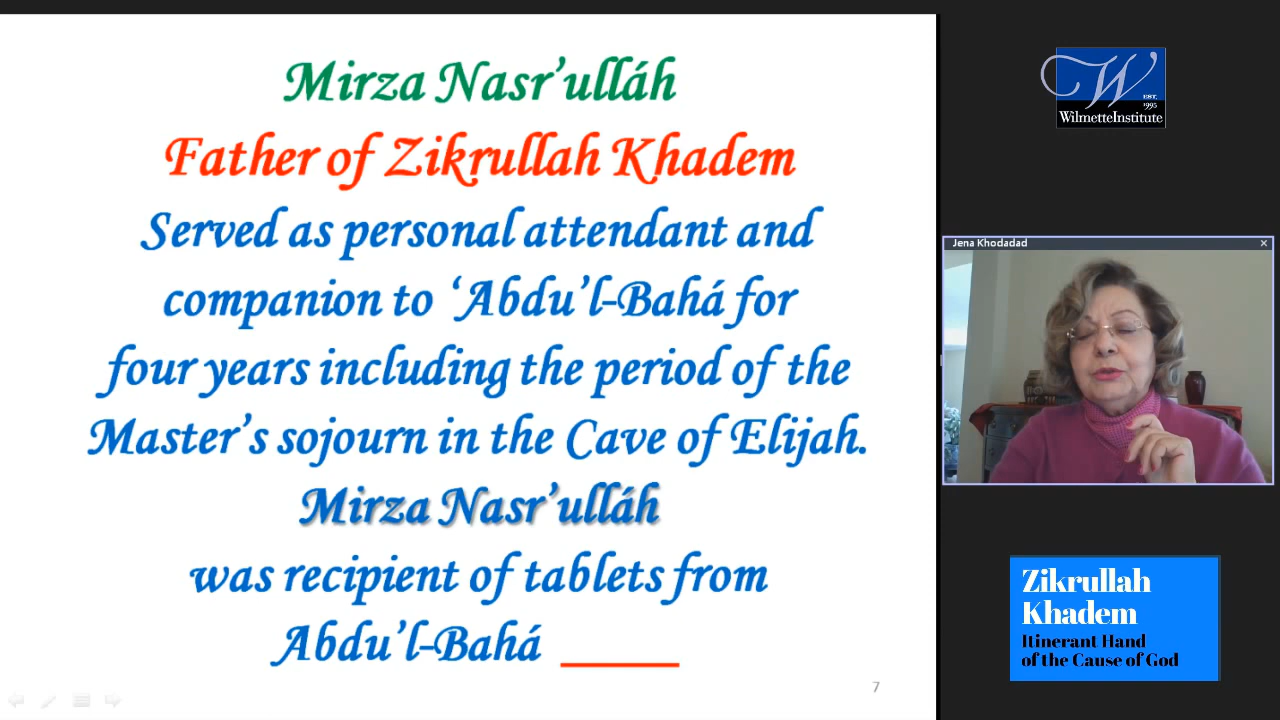 Mirza Nasr’ulláh
Father of Zikrullah Khadem
Served as personal attendant and
companion to ‘Abdu’l-Bahá for
four years including the period of the
Master’s sojourn in the Cave of Elijah.
Mirza Nasr’ulláh
was recipient of tablets from
Abdu’l-Bahá
7
W
EST.
1995
WilmetteInstitute
Jena Khodadad
Zikrullah
Khadem
Itinerant Hand
of the Cause of God